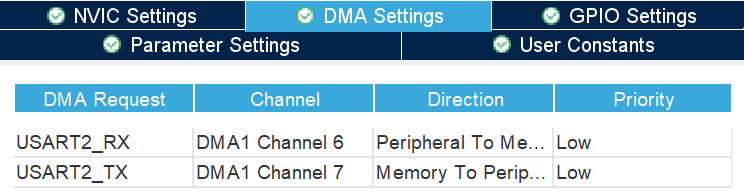 NVIC Settings DMA Settings GPIO Settings
Parameter Settings User Constants
DMA Request Channel Direction Priority
USART2_RX DMA1 Channel 6 Peripheral To Me... Low
USART2_TX DMA1 Channel 7 Memory To Perip... Low